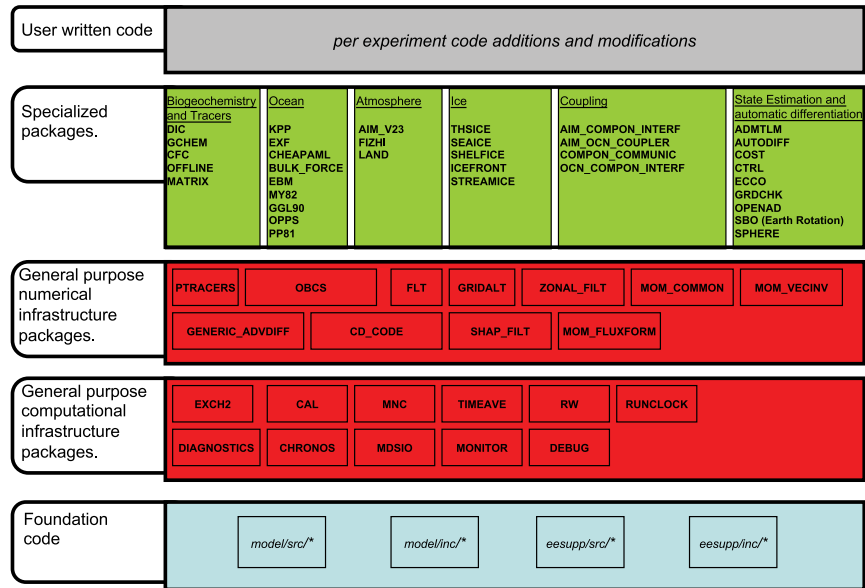 User written code
per experiment code additions and modifications
Specialized
packages.
Biogeochemistry
and Tracers
DIC
GCHEM
CFC
OFFLINE
MATRIX
Ocean
KPP
EXF
CHEAPAML
BULK_FORCE
EBM
MY82
GGL90
OPPS
PP81
Atmosphere
AIM_V23
FIZHI
LAND
Ice
THSICE
SEAICE
SHELFICE
ICEFRONT
STREAMICE
Coupling
AIM_COMPON_INTERF
AIM_OCN_COUPLER
COMPON_COMMUNIC
OCN_COMPON_INTERF
State Estimation and
automatic differentiation
ADMTLM
AUTODIFF
COST
CTRL
ECCO
GRDCHK
OPENAD
SBO (Earth Rotation)
SPHERE
General purpose
numerical
infrastructure
packages.
PTRACERS OBCS FLT GRIDALT ZONAL_FILT MOM_COMMON MOM_VECINV
GENERIC_ADVDIFF CD_CODE SHAP_FILT MOM_FLUXFORM
General purpose
computational
infrastructure
packages.
EXCH2 CAL MNC TIMEAVE RW RUNCLOCK
DIAGNOSTICS CHRONOS MDSIO MONITOR DEBUG
Foundation
code
model/src/* model/inc/* eesupp/src/* eesupp/inc/*